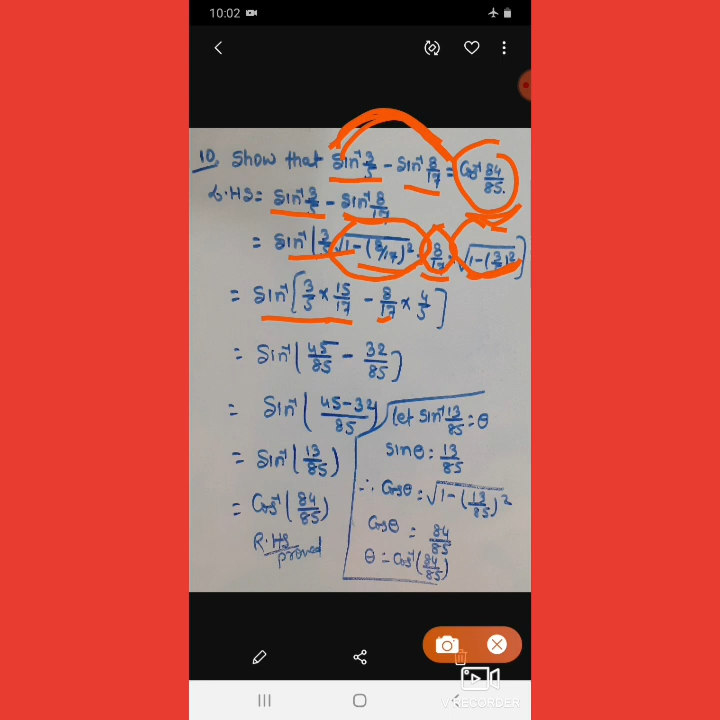 10:02
10. Show that Sin⁻¹ 3/5 - Sin⁻¹ 8/17 = Cos⁻¹ 84/85.
L.HS = Sin⁻¹ 3/5 - Sin⁻¹ 8/17
= Sin⁻¹[3/5 √1-(8/17)² - 8/17 √1-(3/5)²]
= Sin⁻¹[3/5 × 15/17 - 8/17 × 4/5]
= Sin⁻¹(45/85 - 32/85)
= Sin⁻¹(45-32/85)
= Sin⁻¹(13/85)
= Cos⁻¹(84/85)
R.HS
proved
let Sin⁻¹ 13/85 = θ
Sinθ = 13/85
∴ Cosθ = √1-(13/85)²
Cosθ = 84/85
θ = Cos⁻¹(84/85)
VRECORDER